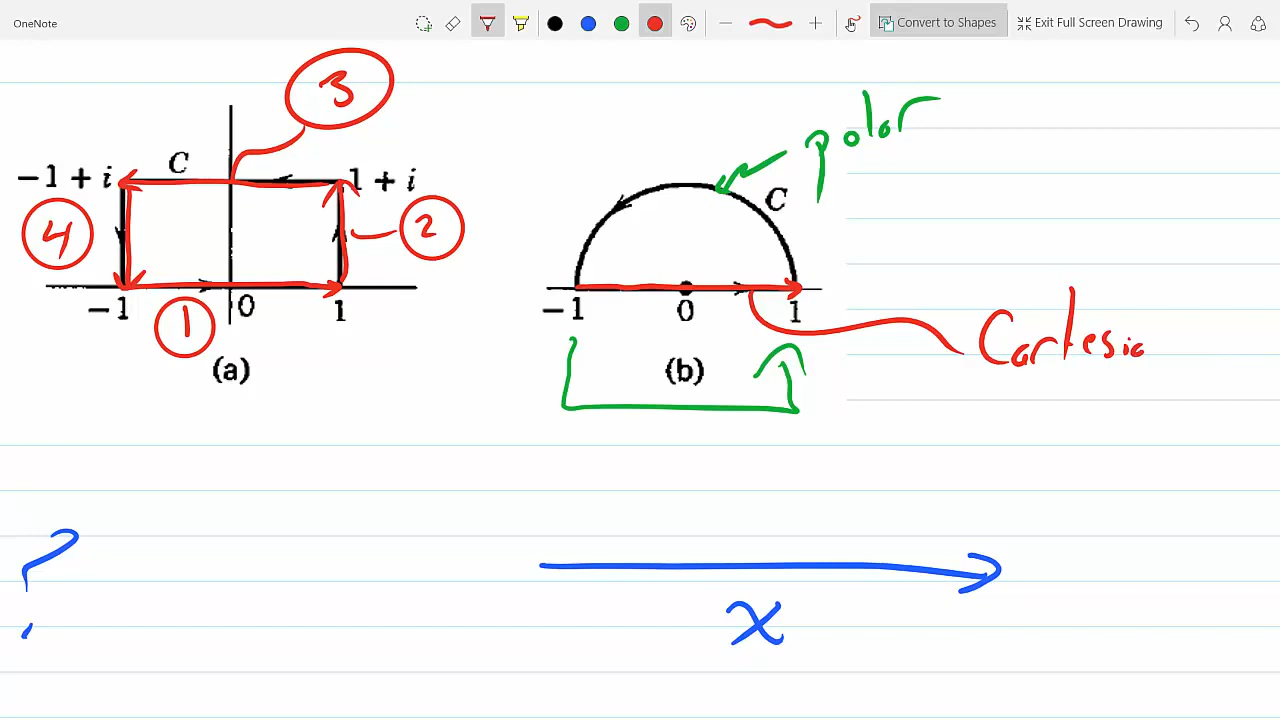 OneNote
Convert to Shapes
Exit Full Screen Drawing
3
polar
-1 + i
C
1 + i
C
4
2
-1
0
1
-1
0
1
1
Cartesia
(a)
(b)
?
x